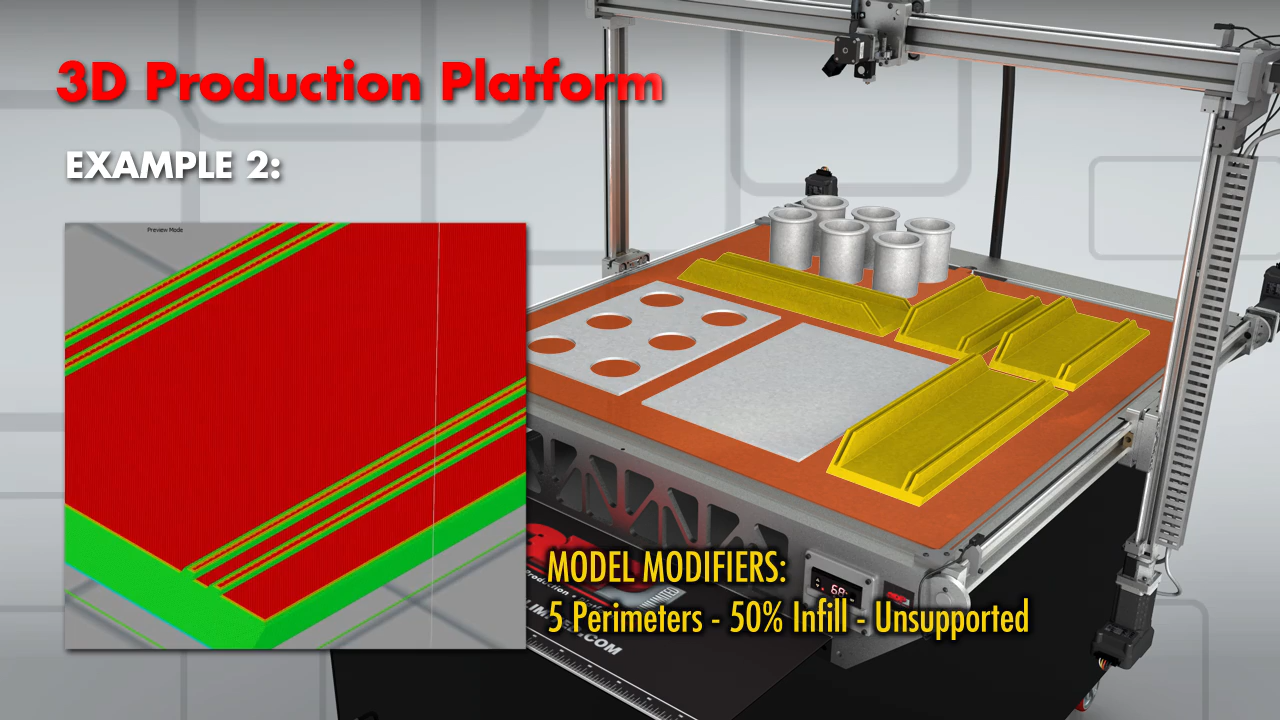 3D Production Platform
EXAMPLE 2:
Preview Mode
MODEL MODIFIERS:
5 Perimeters - 50% Infill - Unsupported